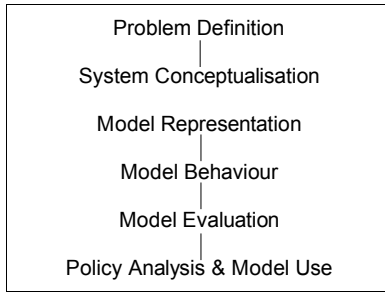 Problem Definition
System Conceptualisation
Model Representation
Model Behaviour
Model Evaluation
Policy Analysis & Model Use